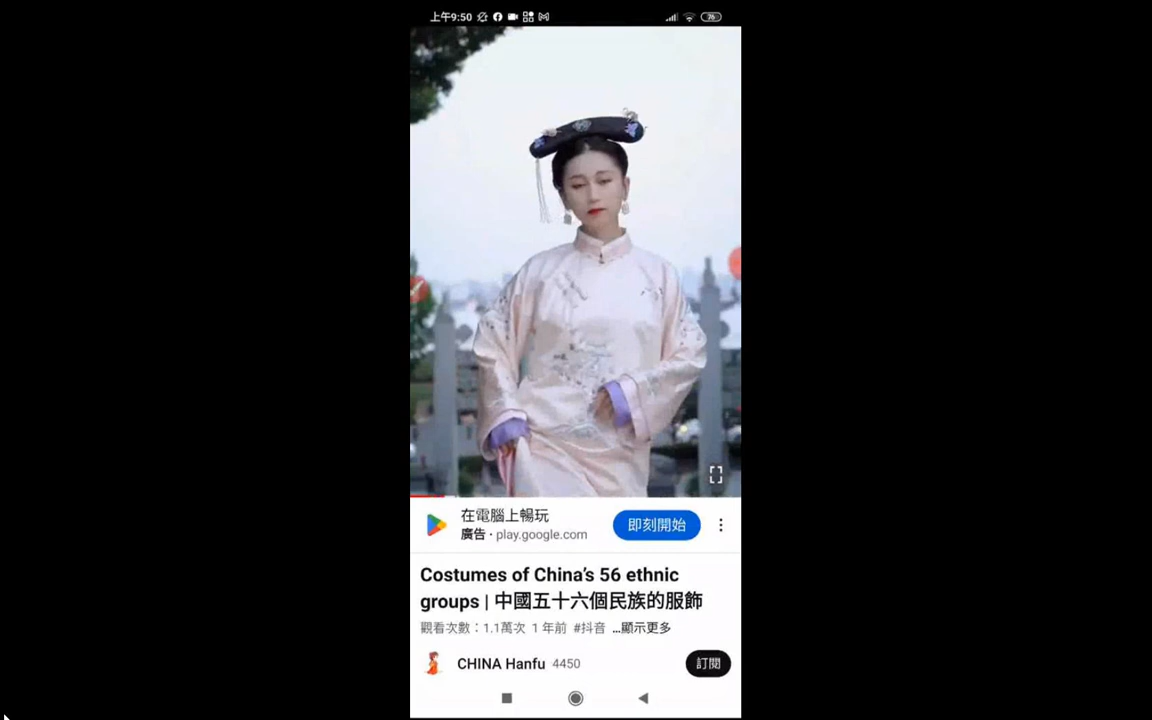 上午9:50
76
在電腦上暢玩
廣告 · play.google.com
即刻開始
Costumes of China's 56 ethnic
groups | 中國五十六個民族的服飾
觀看次數：1.1萬次 1 年前 #抖音 ...顯示更多
CHINA Hanfu 4450
訂閱